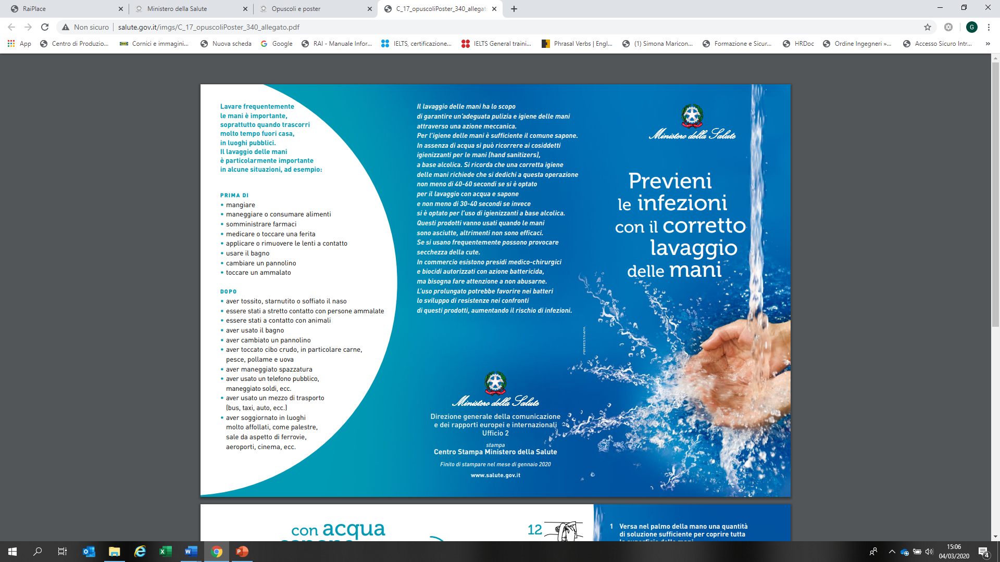 RaiPlace
Ministero della Salute
Opuscoli e poster
C_17_opuscoliPoster_340_allegat
Non sicuro
salute.gov.it/imgs/C_17_opuscoliPoster_340_allegato.pdf
G
App
Centro di Produzio...
Cornici e immagini...
Nuova scheda
Google
RAI - Manuale Infor...
IELTS, certificazione...
IELTS General traini...
Phrasal Verbs | Engl...
(1) Simona Maricon...
Formazione e Sicur...
HRDoc
Ordine Ingegneri »...
Accesso Sicuro Intr...
»
Lavare frequentemente
le mani è importante,
soprattutto quando trascorri
molto tempo fuori casa,
in luoghi pubblici.
Il lavaggio delle mani
è particolarmente importante
in alcune situazioni, ad esempio:
PRIMA DI
• mangiare
• maneggiare o consumare alimenti
• somministrare farmaci
• medicare o toccare una ferita
• applicare o rimuovere le lenti a contatto
• usare il bagno
• cambiare un pannolino
• toccare un ammalato
DOPO
• aver tossito, starnutito o soffiato il naso
• essere stati a stretto contatto con persone ammalate
• essere stati a contatto con animali
• aver usato il bagno
• aver cambiato un pannolino
• aver toccato cibo crudo, in particolare carne,
pesce, pollame e uova
• aver maneggiato spazzatura
• aver usato un telefono pubblico,
maneggiato soldi, ecc.
• aver usato un mezzo di trasporto
(bus, taxi, auto, ecc.)
• aver soggiornato in luoghi
molto affollati, come palestre,
sale da aspetto di ferrovie,
aeroporti, cinema, ecc.
Il lavaggio delle mani ha lo scopo
di garantire un'adeguata pulizia e igiene delle mani
attraverso una azione meccanica.
Per l'igiene delle mani è sufficiente il comune sapone.
In assenza di acqua si può ricorrere ai cosiddetti
igienizzanti per le mani (hand sanitizers),
a base alcolica. Si ricorda che una corretta igiene
delle mani richiede che si dedichi a questa operazione
non meno di 40-60 secondi se si è optato
per il lavaggio con acqua e sapone
e non meno di 30-40 secondi se invece
si è optato per l'uso di igienizzanti a base alcolica.
Questi prodotti vanno usati quando le mani
sono asciutte, altrimenti non sono efficaci.
Se si usano frequentemente possono provocare
secchezza della cute.
In commercio esistono presidi medico-chirurgici
e biocidi autorizzati con azione battericida,
ma bisogna fare attenzione a non abusarne.
L'uso prolungato potrebbe favorire nei batteri
lo sviluppo di resistenze nei confronti
di questi prodotti, aumentando il rischio di infezioni.
PIERRESTAMPA
Ministero della Salute
Direzione generale della comunicazione
e dei rapporti europei e internazionali
Ufficio 2
stampa
Centro Stampa Ministero della Salute
Finito di stampare nel mese di gennaio 2020
www.salute.gov.it
Ministero della Salute
Previeni
le infezioni
con il corretto
lavaggio
delle mani
con acqua
12
1 Versa nel palmo della mano una quantità
di soluzione sufficiente per coprire tutta
15:06
04/03/2020
4